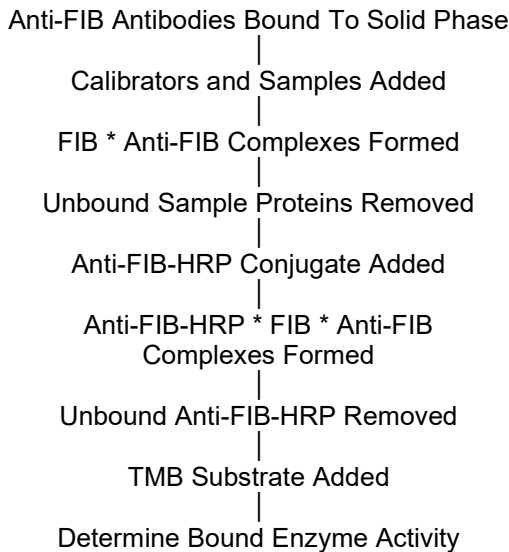 Anti-FIB Antibodies Bound To Solid Phase
Calibrators and Samples Added
FIB * Anti-FIB Complexes Formed
Unbound Sample Proteins Removed
Anti-FIB-HRP Conjugate Added
Anti-FIB-HRP * FIB * Anti-FIB
Complexes Formed
Unbound Anti-FIB-HRP Removed
TMB Substrate Added
Determine Bound Enzyme Activity